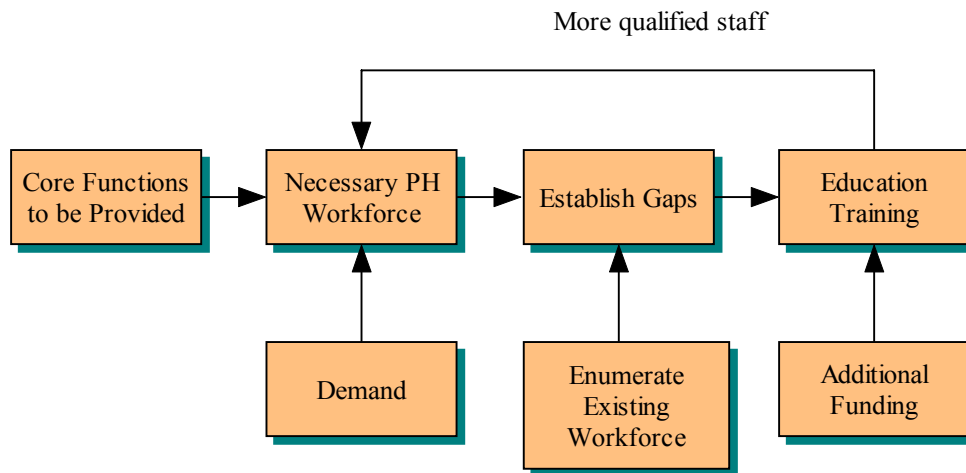 More qualified staff
Core Functions
to be Provided
Necessary PH
Workforce
Establish Gaps
Education
Training
Demand
Enumerate
Existing
Workforce
Additional
Funding